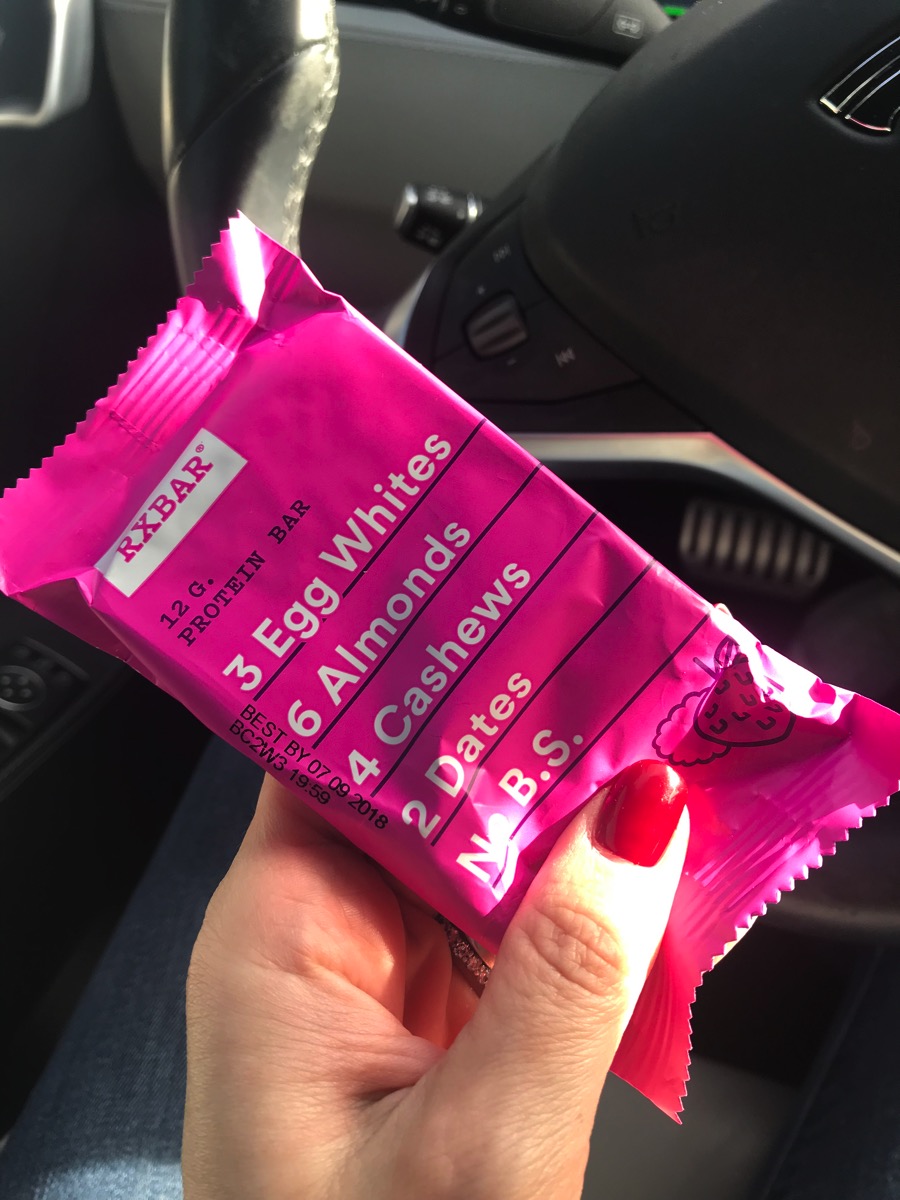 RXBAR®
12 G.
PROTEIN BAR
3 Egg Whites
6 Almonds
4 Cashews
2 Dates
No B.S.
BEST BY 07 09 2018
BC2W3 19:59